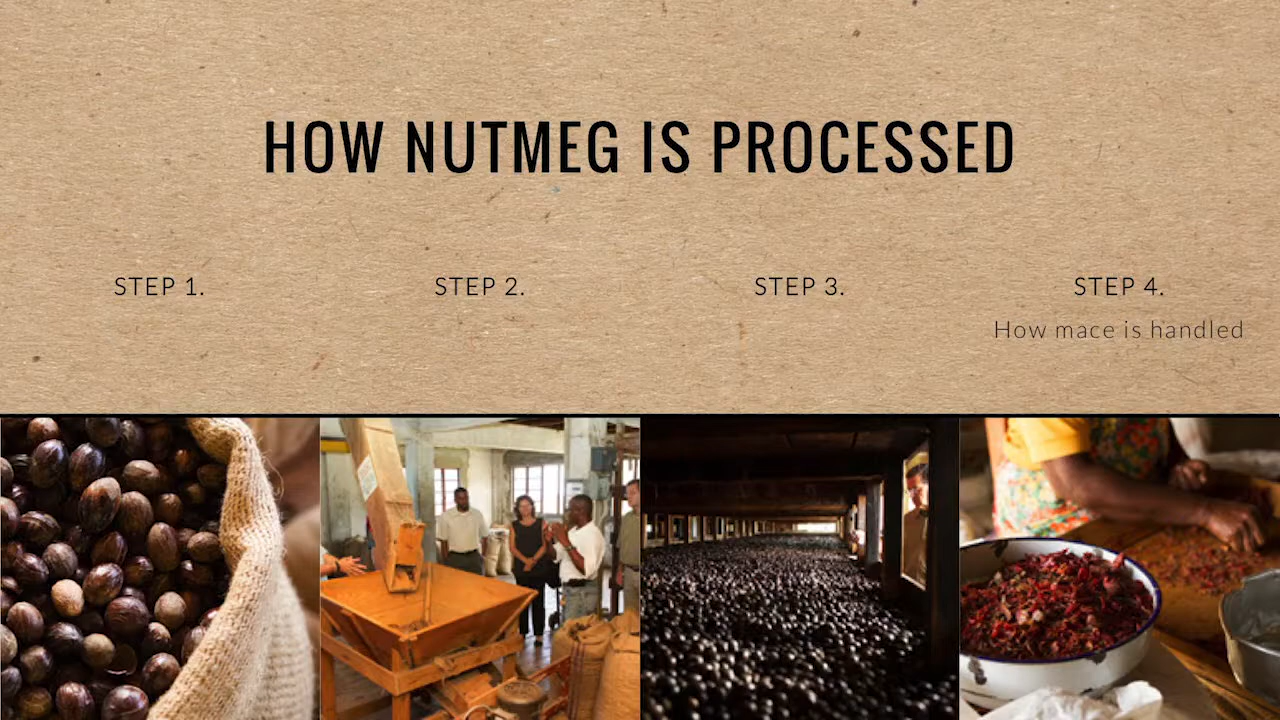 HOW NUTMEG IS PROCESSED
STEP 1.
STEP 2.
STEP 3.
STEP 4.
How mace is handled